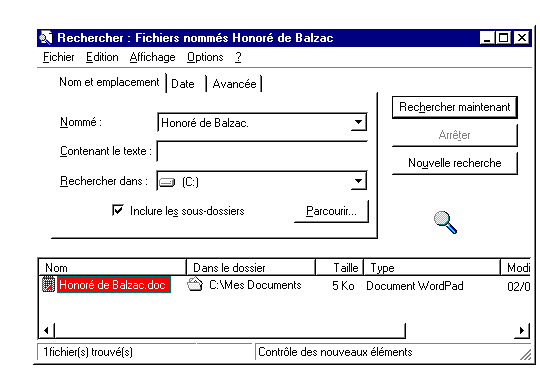 Rechercher : Fichiers nommés Honoré de Balzac
Fichier Edition Affichage Options ?
Nom et emplacement Date Avancée
Nommé : Honoré de Balzac.
Contenant le texte :
Rechercher dans : (C:)
Inclure les sous-dossiers Parcourir...
Rechercher maintenant
Arrêter
Nouvelle recherche
Nom Dans le dossier Taille Type Modi
Honoré de Balzac.doc C:\Mes Documents 5 Ko Document WordPad 02/0
1fichier(s) trouvé(s) Contrôle des nouveaux éléments